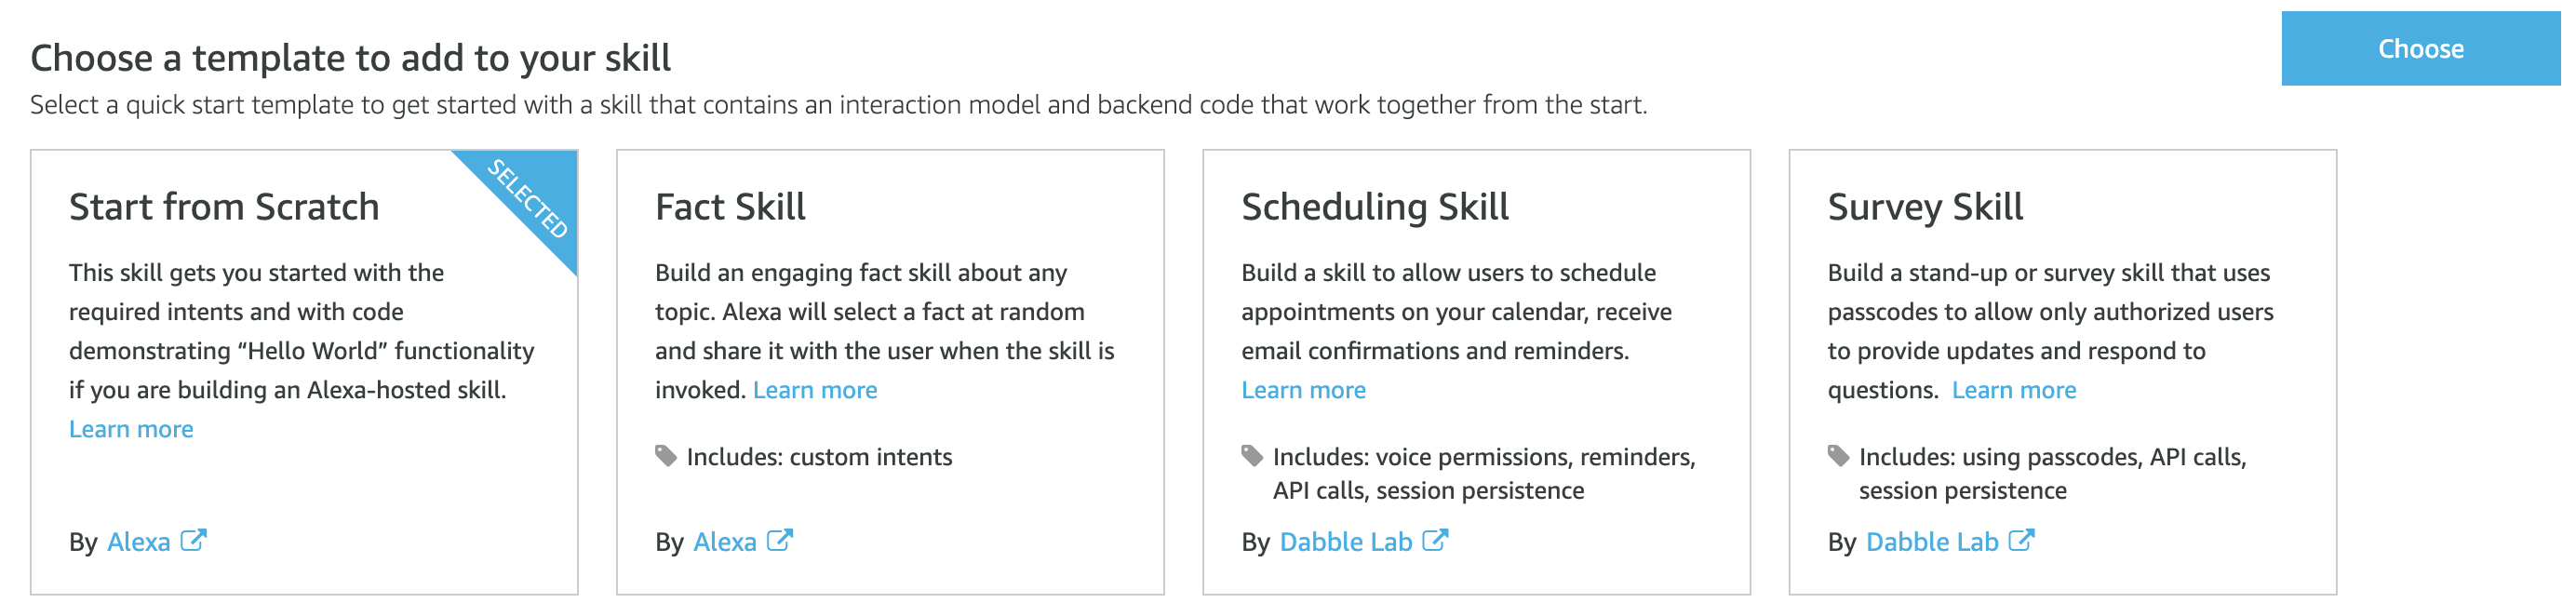 Choose a template to add to your skill
Choose
Select a quick start template to get started with a skill that contains an interaction model and backend code that work together from the start.
Start from Scratch
SELECTED
This skill gets you started with the
required intents and with code
demonstrating “Hello World” functionality
if you are building an Alexa-hosted skill.
Learn more
By Alexa
Fact Skill
Build an engaging fact skill about any
topic. Alexa will select a fact at random
and share it with the user when the skill is
invoked. Learn more
Includes: custom intents
By Alexa
Scheduling Skill
Build a skill to allow users to schedule
appointments on your calendar, receive
email confirmations and reminders.
Learn more
Includes: voice permissions, reminders,
API calls, session persistence
By Dabble Lab
Survey Skill
Build a stand-up or survey skill that uses
passcodes to allow only authorized users
to provide updates and respond to
questions. Learn more
Includes: using passcodes, API calls,
session persistence
By Dabble Lab